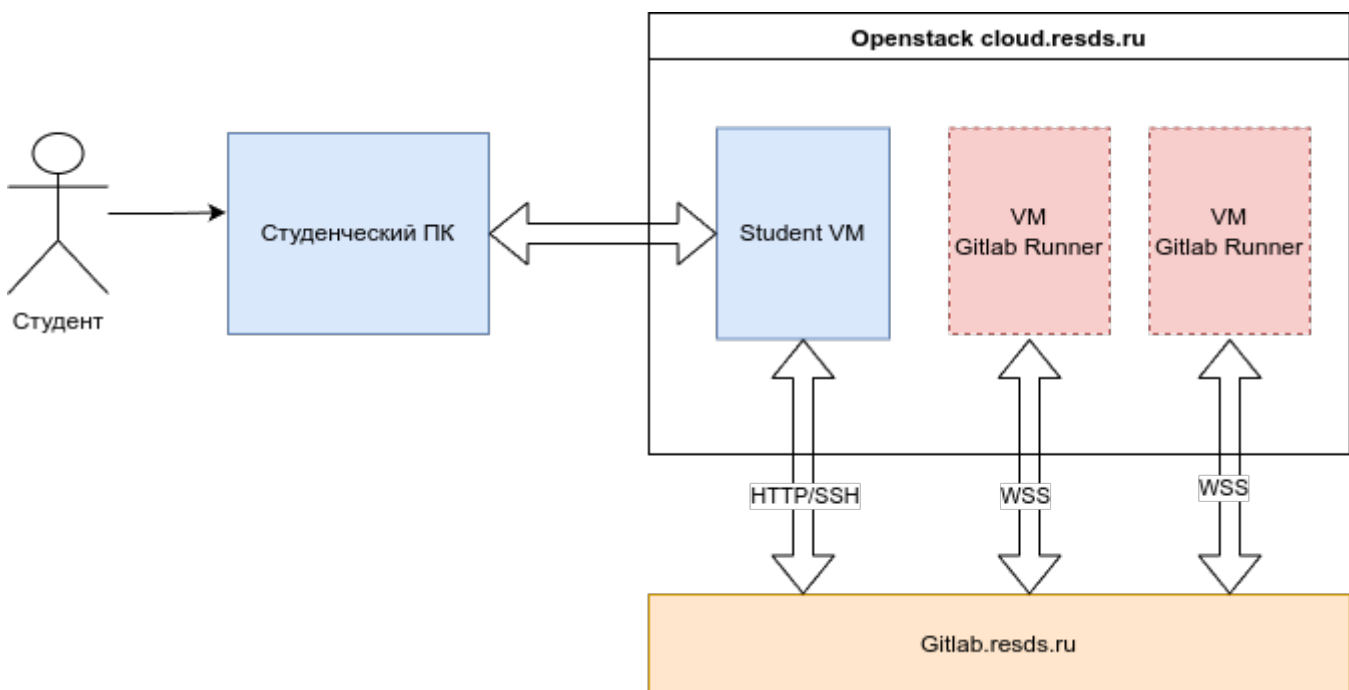 Openstack cloud.resds.ru
Студент
Студенческий ПК
Student VM
VM
Gitlab Runner
VM
Gitlab Runner
HTTP/SSH
WSS
WSS
Gitlab.resds.ru